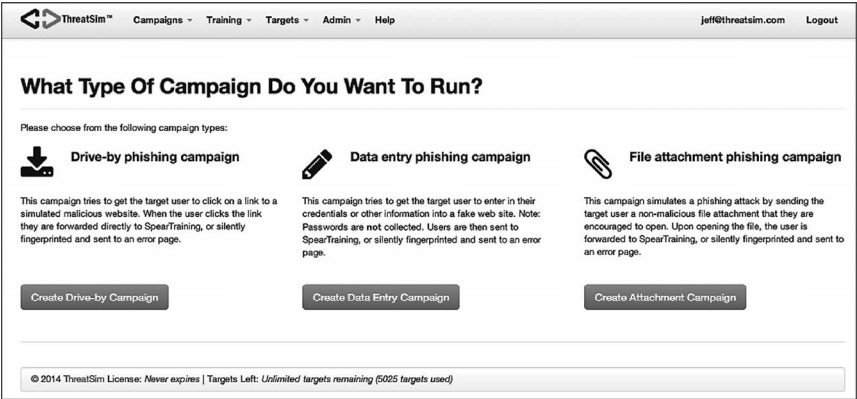 ThreatSim™ Campaigns Training Targets Admin Help jeff@threatsim.com Logout
What Type Of Campaign Do You Want To Run?
Please choose from the following campaign types:
Drive-by phishing campaign
This campaign tries to get the target user to click on a link to a
simulated malicious website. When the user clicks the link
they are forwarded directly to SpearTraining, or silently
fingerprinted and sent to an error page.
Create Drive-by Campaign
Data entry phishing campaign
This campaign tries to get the target user to enter in their
credentials or other information into a fake web site. Note:
Passwords are not collected. Users are then sent to
SpearTraining, or silently fingerprinted and sent to an error
page.
Create Data Entry Campaign
File attachment phishing campaign
This campaign simulates a phishing attack by sending the
target user a non-malicious file attachment that they are
encouraged to open. Upon opening the file, the user is
forwarded to SpearTraining, or silently fingerprinted and sent to
an error page.
Create Attachment Campaign
© 2014 ThreatSim License: Never expires | Targets Left: Unlimited targets remaining (5025 targets used)